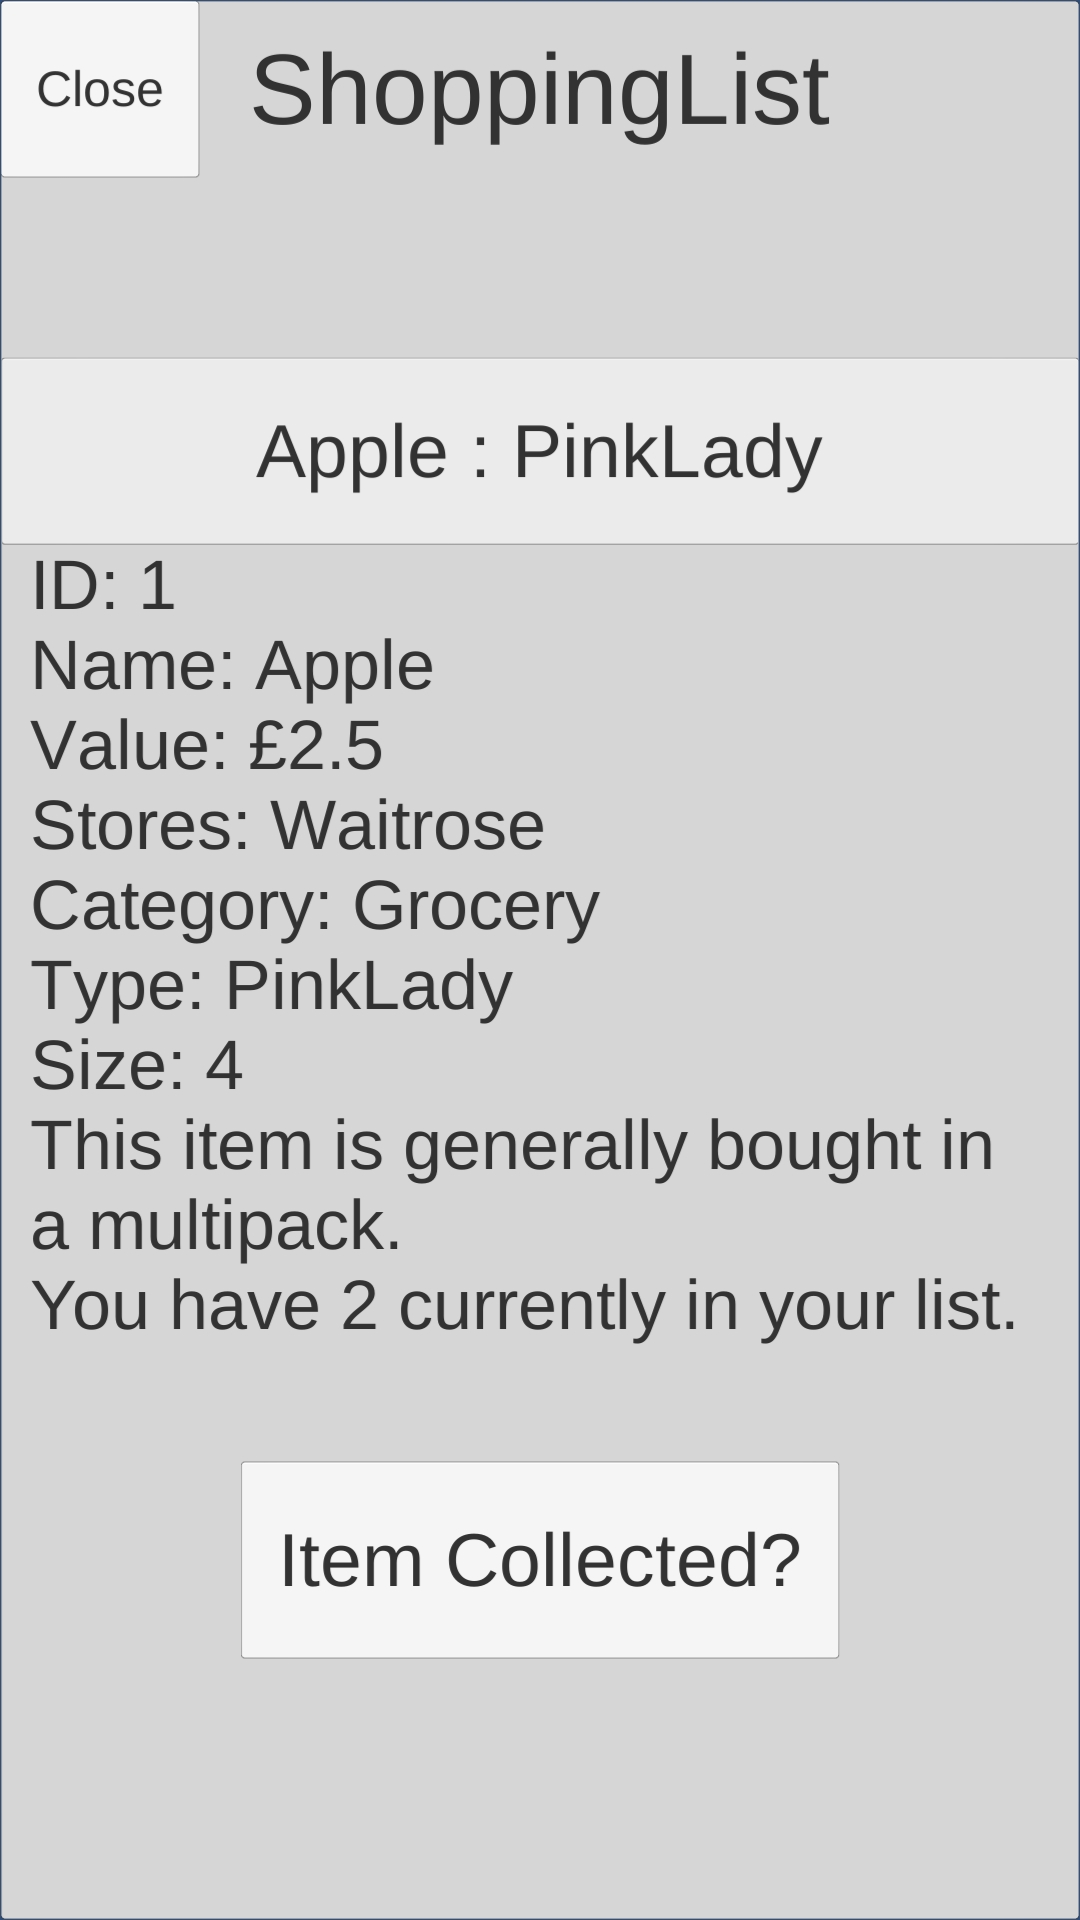 Close
ShoppingList
Apple : PinkLady
ID: 1
Name: Apple
Value: £2.5
Stores: Waitrose
Category: Grocery
Type: PinkLady
Size: 4
This item is generally bought in
a multipack.
You have 2 currently in your list.
Item Collected?